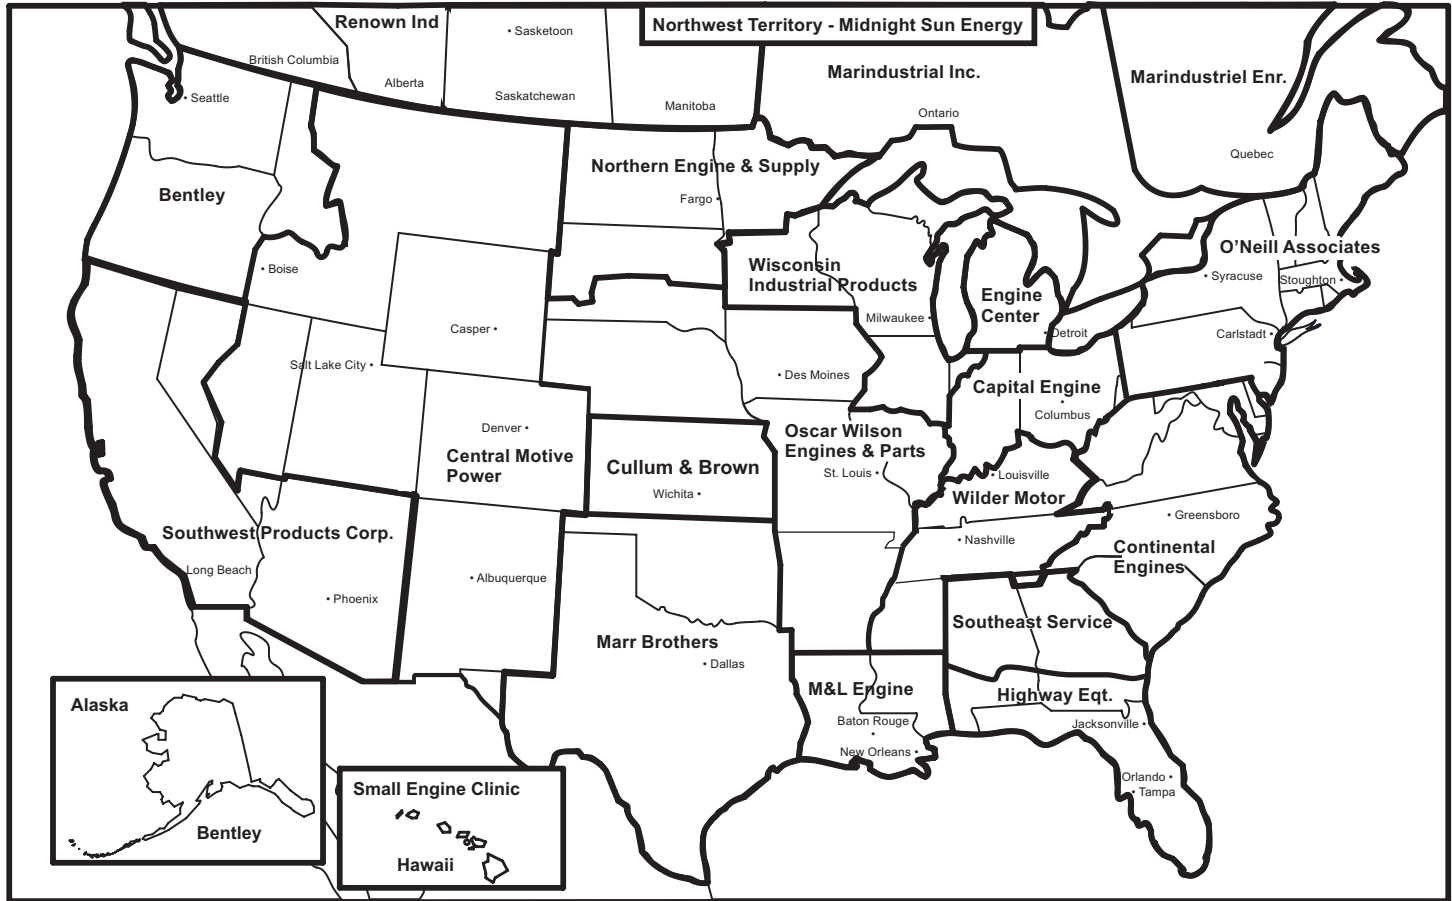 Northwest Territory - Midnight Sun Energy
Renown Ind
Sasketoon
British Columbia
Alberta
Saskatchewan
Manitoba
Marindustrial Inc.
Ontario
Marindustriel Enr.
Quebec
Seattle
Bentley
Boise
Northern Engine & Supply
Fargo
Wisconsin
Industrial Products
Milwaukee
Engine
Center
Detroit
O'Neill Associates
Syracuse
Stoughton
Carlstadt
Casper
Salt Lake City
Des Moines
Capital Engine
Columbus
Denver
Central Motive
Power
Cullum & Brown
Wichita
Oscar Wilson
Engines & Parts
St. Louis
Louisville
Wilder Motor
Nashville
Greensboro
Continental
Engines
Southwest Products Corp.
Long Beach
Phoenix
Albuquerque
Marr Brothers
Dallas
Southeast Service
M&L Engine
Baton Rouge
New Orleans
Highway Eqt.
Jacksonville
Orlando
Tampa
Alaska
Bentley
Small Engine Clinic
Hawaii